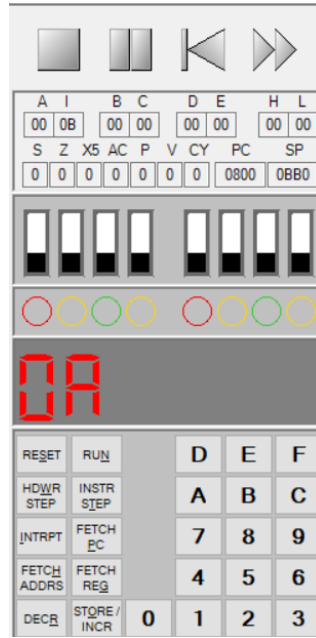 A I B C D E H L
00 0B 00 00 00 00 00 00
S Z X5 AC P V CY PC SP
0 0 0 0 0 0 0 0800 0BB0
0A
RESET RUN D E F
HDWR STEP INSTR STEP A B C
INTRPT FETCH PC 7 8 9
FETCH ADDRS FETCH REG 4 5 6
DECR STORE / INCR 0 1 2 3